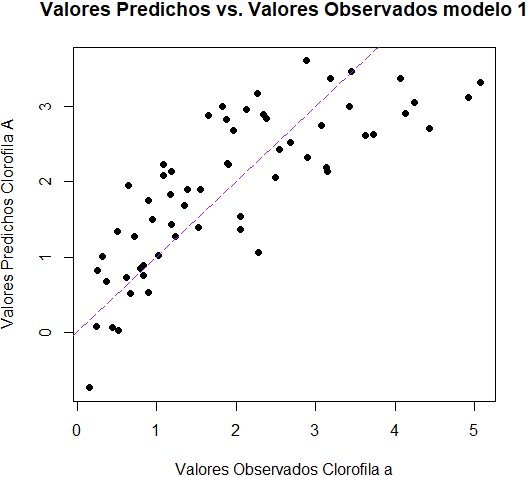 Valores Predichos vs. Valores Observados modelo 1
Valores Predichos Clorofila A
3
2
1
0
0 1 2 3 4 5
Valores Observados Clorofila a